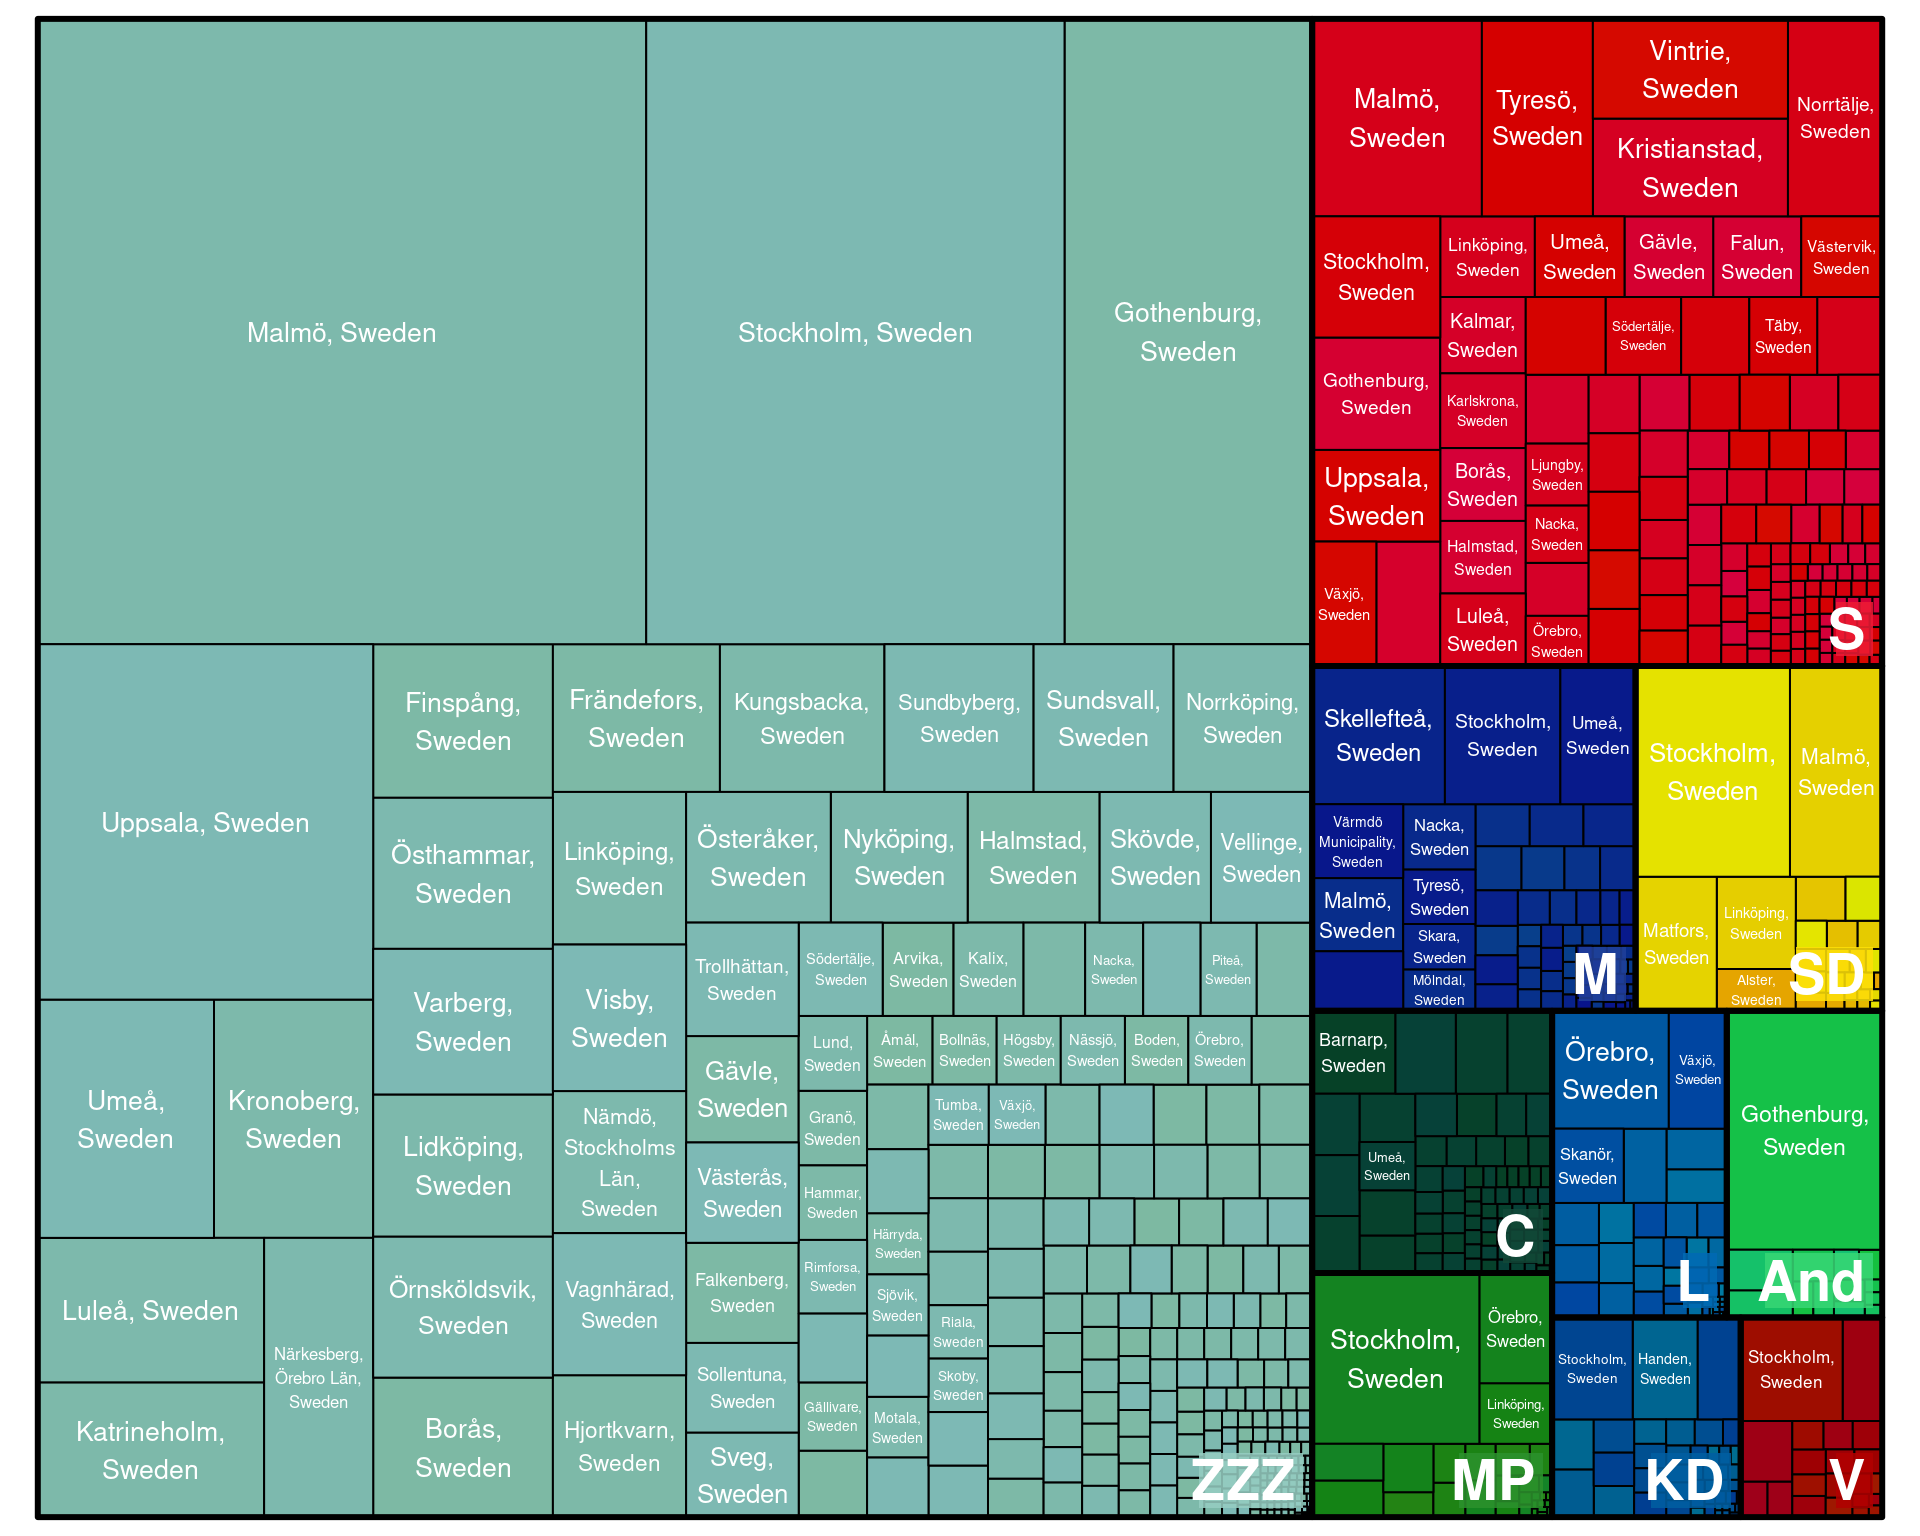 Malmö, Sweden
Stockholm, Sweden
Gothenburg,
Sweden
Uppsala, Sweden
Finspång,
Sweden
Frändefors,
Sweden
Kungsbacka,
Sweden
Sundbyberg,
Sweden
Sundsvall,
Sweden
Norrköping,
Sweden
Östhammar,
Sweden
Linköping,
Sweden
Österåker,
Sweden
Nyköping,
Sweden
Halmstad,
Sweden
Skövde,
Sweden
Vellinge,
Sweden
Varberg,
Sweden
Visby,
Sweden
Trollhättan,
Sweden
Södertälje,
Sweden
Arvika,
Sweden
Kalix,
Sweden
Nacka,
Sweden
Piteå,
Sweden
Umeå,
Sweden
Kronoberg,
Sweden
Lidköping,
Sweden
Nämdö,
Stockholms
Län,
Sweden
Gävle,
Sweden
Lund,
Sweden
Åmål,
Sweden
Bollnäs,
Sweden
Högsby,
Sweden
Nässjö,
Sweden
Boden,
Sweden
Örebro,
Sweden
Granö,
Sweden
Tumba,
Sweden
Växjö,
Sweden
Västerås,
Sweden
Hammar,
Sweden
Härryda,
Sweden
Luleå, Sweden
Närkesberg,
Örebro Län,
Sweden
Örnsköldsvik,
Sweden
Vagnhärad,
Sweden
Falkenberg,
Sweden
Rimforsa,
Sweden
Sjövik,
Sweden
Riala,
Sweden
Katrineholm,
Sweden
Borås,
Sweden
Hjortkvarn,
Sweden
Sollentuna,
Sweden
Gällivare,
Sweden
Skoby,
Sweden
Motala,
Sweden
Sveg,
Sweden
ZZZ
Malmö,
Sweden
Tyresö,
Sweden
Vintrie,
Sweden
Kristianstad,
Sweden
Norrtälje,
Sweden
Stockholm,
Sweden
Linköping,
Sweden
Umeå,
Sweden
Gävle,
Sweden
Falun,
Sweden
Västervik,
Sweden
Kalmar,
Sweden
Södertälje,
Sweden
Täby,
Sweden
Gothenburg,
Sweden
Karlskrona,
Sweden
Uppsala,
Sweden
Borås,
Sweden
Ljungby,
Sweden
Nacka,
Sweden
Halmstad,
Sweden
Växjö,
Sweden
Luleå,
Sweden
Örebro,
Sweden
S
Skellefteå,
Sweden
Stockholm,
Sweden
Umeå,
Sweden
Värmdö
Municipality,
Sweden
Nacka,
Sweden
Malmö,
Sweden
Tyresö,
Sweden
Skara,
Sweden
Mölndal,
Sweden
M
Stockholm,
Sweden
Malmö,
Sweden
Matfors,
Sweden
Linköping,
Sweden
Alster,
Sweden
SD
Barnarp,
Sweden
Umeå,
Sweden
C
Örebro,
Sweden
Växjö,
Sweden
Skanör,
Sweden
L
Gothenburg,
Sweden
And
Stockholm,
Sweden
Örebro,
Sweden
Linköping,
Sweden
MP
Stockholm,
Sweden
Handen,
Sweden
KD
Stockholm,
Sweden
V